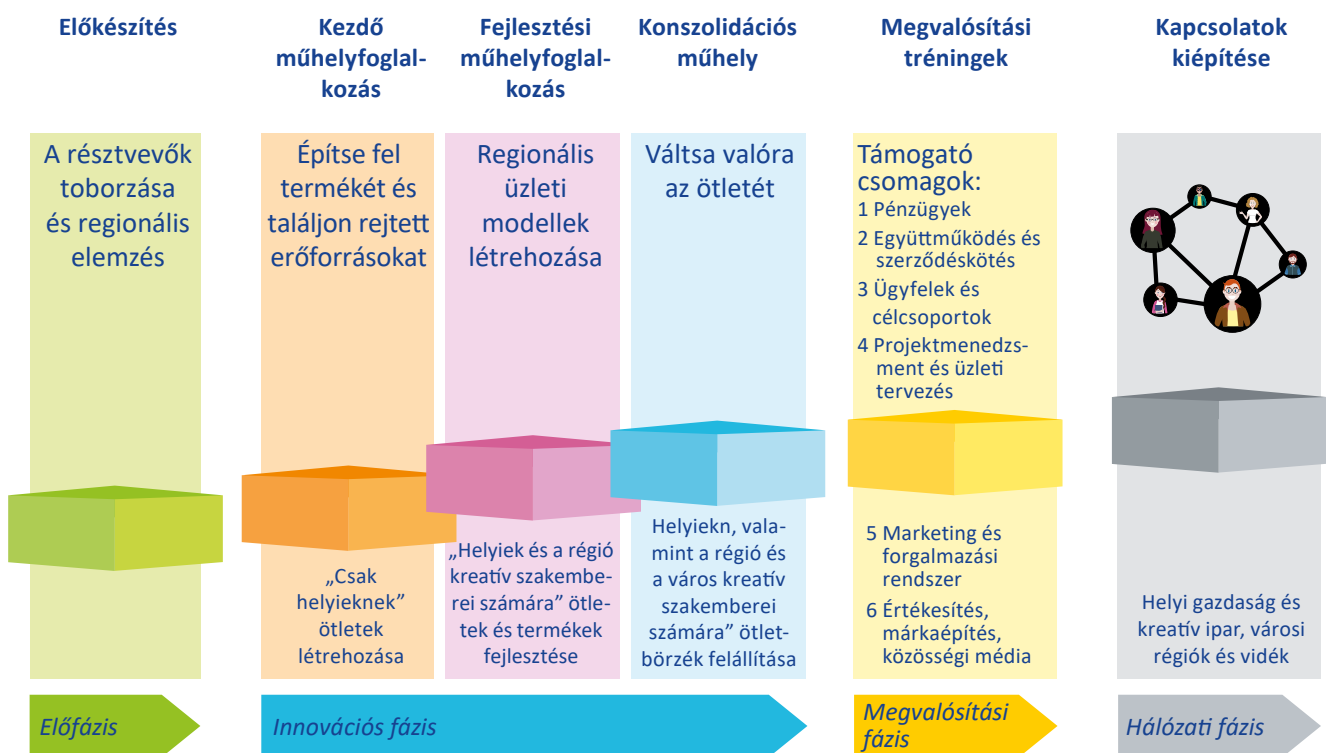 Előkészítés
Kezdő
műhelyfoglal-
kozás
Fejlesztési
műhelyfoglal-
kozás
Konszolidációs
műhely
Megvalósítási
tréningek
Kapcsolatok
kiépítése
A résztvevők
toborzása
és regionális
elemzés
Építse fel
termékét és
találjon rejtett
erőforrásokat
Regionális
üzleti
modellek
létrehozása
Váltsa valóra
az ötletét
Támogató
csomagok:
1 Pénzügyek
2 Együttműködés és
szerződéskötés
3 Ügyfelek és
célcsoportok
4 Projektmenedzs-
ment és üzleti
tervezés
„Csak
helyieknek”
ötletek
létrehozása
„Helyiek és a régió
kreatív szakembe-
rei számára” ötle-
tek és termékek
fejlesztése
Helyiekn, vala-
mint a régió és
a város kreatív
szakemberei
számára” ötlet-
börzék felállítása
5 Marketing és
forgalmazási
rendszer
6 Értékesítés,
márkaépítés,
közösségi média
Helyi gazdaság és
kreatív ipar, városi
régiók és vidék
Előfázis
Innovációs fázis
Megvalósítási
fázis
Hálózati fázis